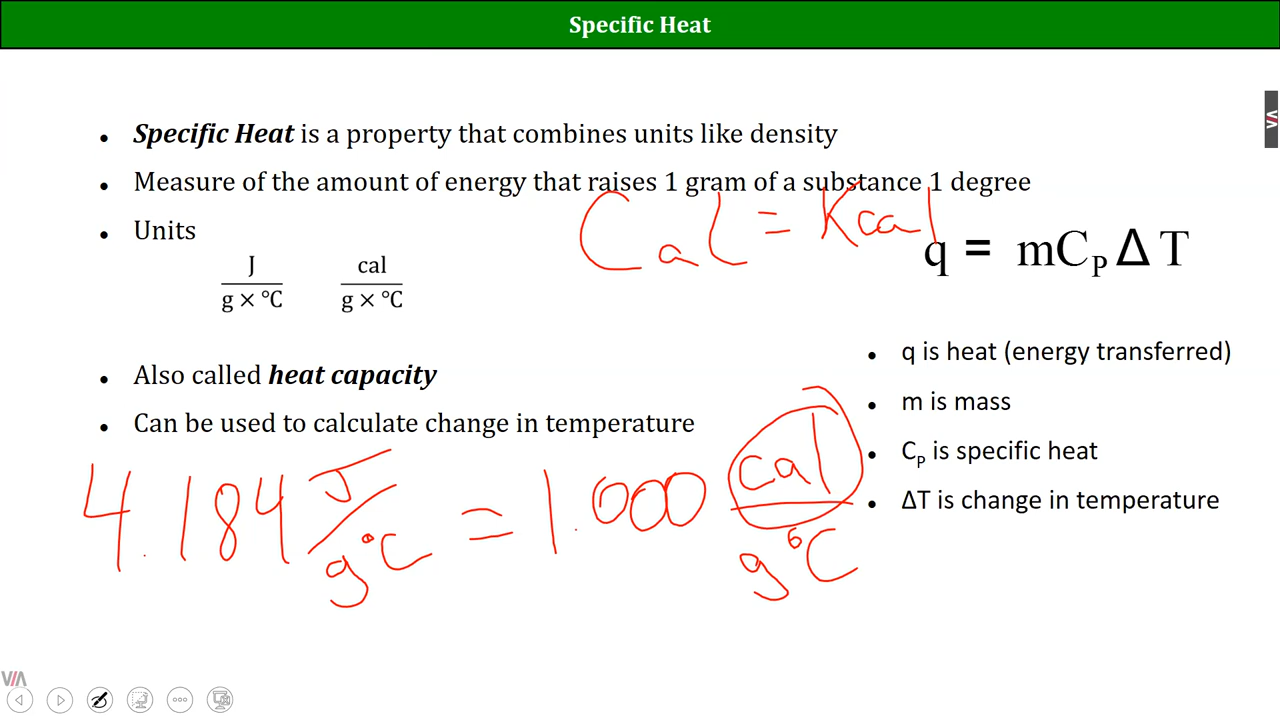 Specific Heat
• Specific Heat is a property that combines units like density
• Measure of the amount of energy that raises 1 gram of a substance 1 degree
• Units
J / g × °C    cal / g × °C
Cal = Kcal
q = mC_P Δ T
• Also called heat capacity
• Can be used to calculate change in temperature
• q is heat (energy transferred)
• m is mass
• C_P is specific heat
• ΔT is change in temperature
4.184 J / g°C = 1.000 cal / g°C
VIA
VIA